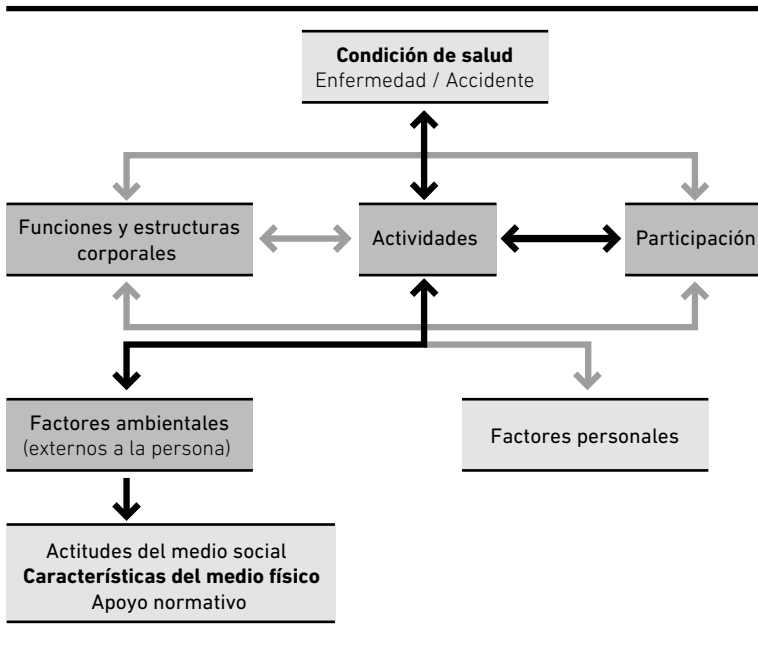 Condición de salud
Enfermedad / Accidente
Funciones y estructuras
corporales
Actividades
Participación
Factores ambientales
(externos a la persona)
Factores personales
Actitudes del medio social
Características del medio físico
Apoyo normativo